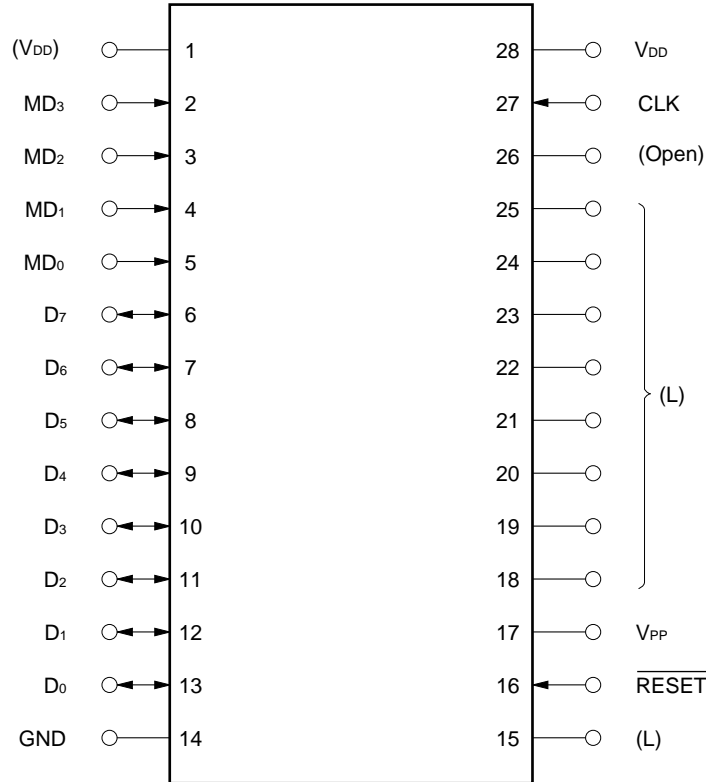 (VDD) 1 28 VDD
MD3 2 27 CLK
MD2 3 26 (Open)
MD1 4 25
MD0 5 24
D7 6 23
D6 7 22
D5 8 21 (L)
D4 9 20
D3 10 19
D2 11 18
D1 12 17 VPP
D0 13 16 RESET
GND 14 15 (L)